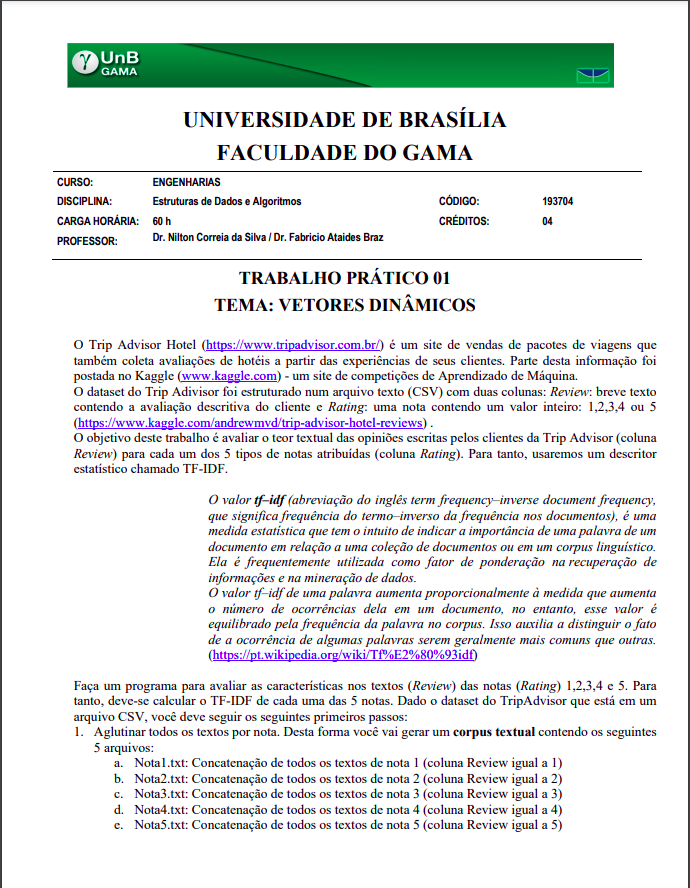 UnB
GAMA
UNIVERSIDADE DE BRASÍLIA
FACULDADE DO GAMA
CURSO: ENGENHARIAS
DISCIPLINA: Estruturas de Dados e Algoritmos CÓDIGO: 193704
CARGA HORÁRIA: 60 h CRÉDITOS: 04
PROFESSOR: Dr. Nilton Correia da Silva / Dr. Fabricio Ataides Braz
TRABALHO PRÁTICO 01
TEMA: VETORES DINÂMICOS
O Trip Advisor Hotel (https://www.tripadvisor.com.br/) é um site de vendas de pacotes de viagens que
também coleta avaliações de hotéis a partir das experiências de seus clientes. Parte desta informação foi
postada no Kaggle (www.kaggle.com) - um site de competições de Aprendizado de Máquina.
O dataset do Trip Adivisor foi estruturado num arquivo texto (CSV) com duas colunas: Review: breve texto
contendo a avaliação descritiva do cliente e Rating: uma nota contendo um valor inteiro: 1,2,3,4 ou 5
(https://www.kaggle.com/andrewmvd/trip-advisor-hotel-reviews) .
O objetivo deste trabalho é avaliar o teor textual das opiniões escritas pelos clientes da Trip Advisor (coluna
Review) para cada um dos 5 tipos de notas atribuídas (coluna Rating). Para tanto, usaremos um descritor
estatístico chamado TF-IDF.
O valor tf–idf (abreviação do inglês term frequency–inverse document frequency,
que significa frequência do termo–inverso da frequência nos documentos), é uma
medida estatística que tem o intuito de indicar a importância de uma palavra de um
documento em relação a uma coleção de documentos ou em um corpus linguístico.
Ela é frequentemente utilizada como fator de ponderação na recuperação de
informações e na mineração de dados.
O valor tf–idf de uma palavra aumenta proporcionalmente à medida que aumenta
o número de ocorrências dela em um documento, no entanto, esse valor é
equilibrado pela frequência da palavra no corpus. Isso auxilia a distinguir o fato
de a ocorrência de algumas palavras serem geralmente mais comuns que outras.
(https://pt.wikipedia.org/wiki/Tf%E2%80%93idf)
Faça um programa para avaliar as características nos textos (Review) das notas (Rating) 1,2,3,4 e 5. Para
tanto, deve-se calcular o TF-IDF de cada uma das 5 notas. Dado o dataset do TripAdvisor que está em um
arquivo CSV, você deve seguir os seguintes primeiros passos:
1. Aglutinar todos os textos por nota. Desta forma você vai gerar um corpus textual contendo os seguintes
5 arquivos:
a. Nota1.txt: Concatenação de todos os textos de nota 1 (coluna Review igual a 1)
b. Nota2.txt: Concatenação de todos os textos de nota 2 (coluna Review igual a 2)
c. Nota3.txt: Concatenação de todos os textos de nota 3 (coluna Review igual a 3)
d. Nota4.txt: Concatenação de todos os textos de nota 4 (coluna Review igual a 4)
e. Nota5.txt: Concatenação de todos os textos de nota 5 (coluna Review igual a 5)